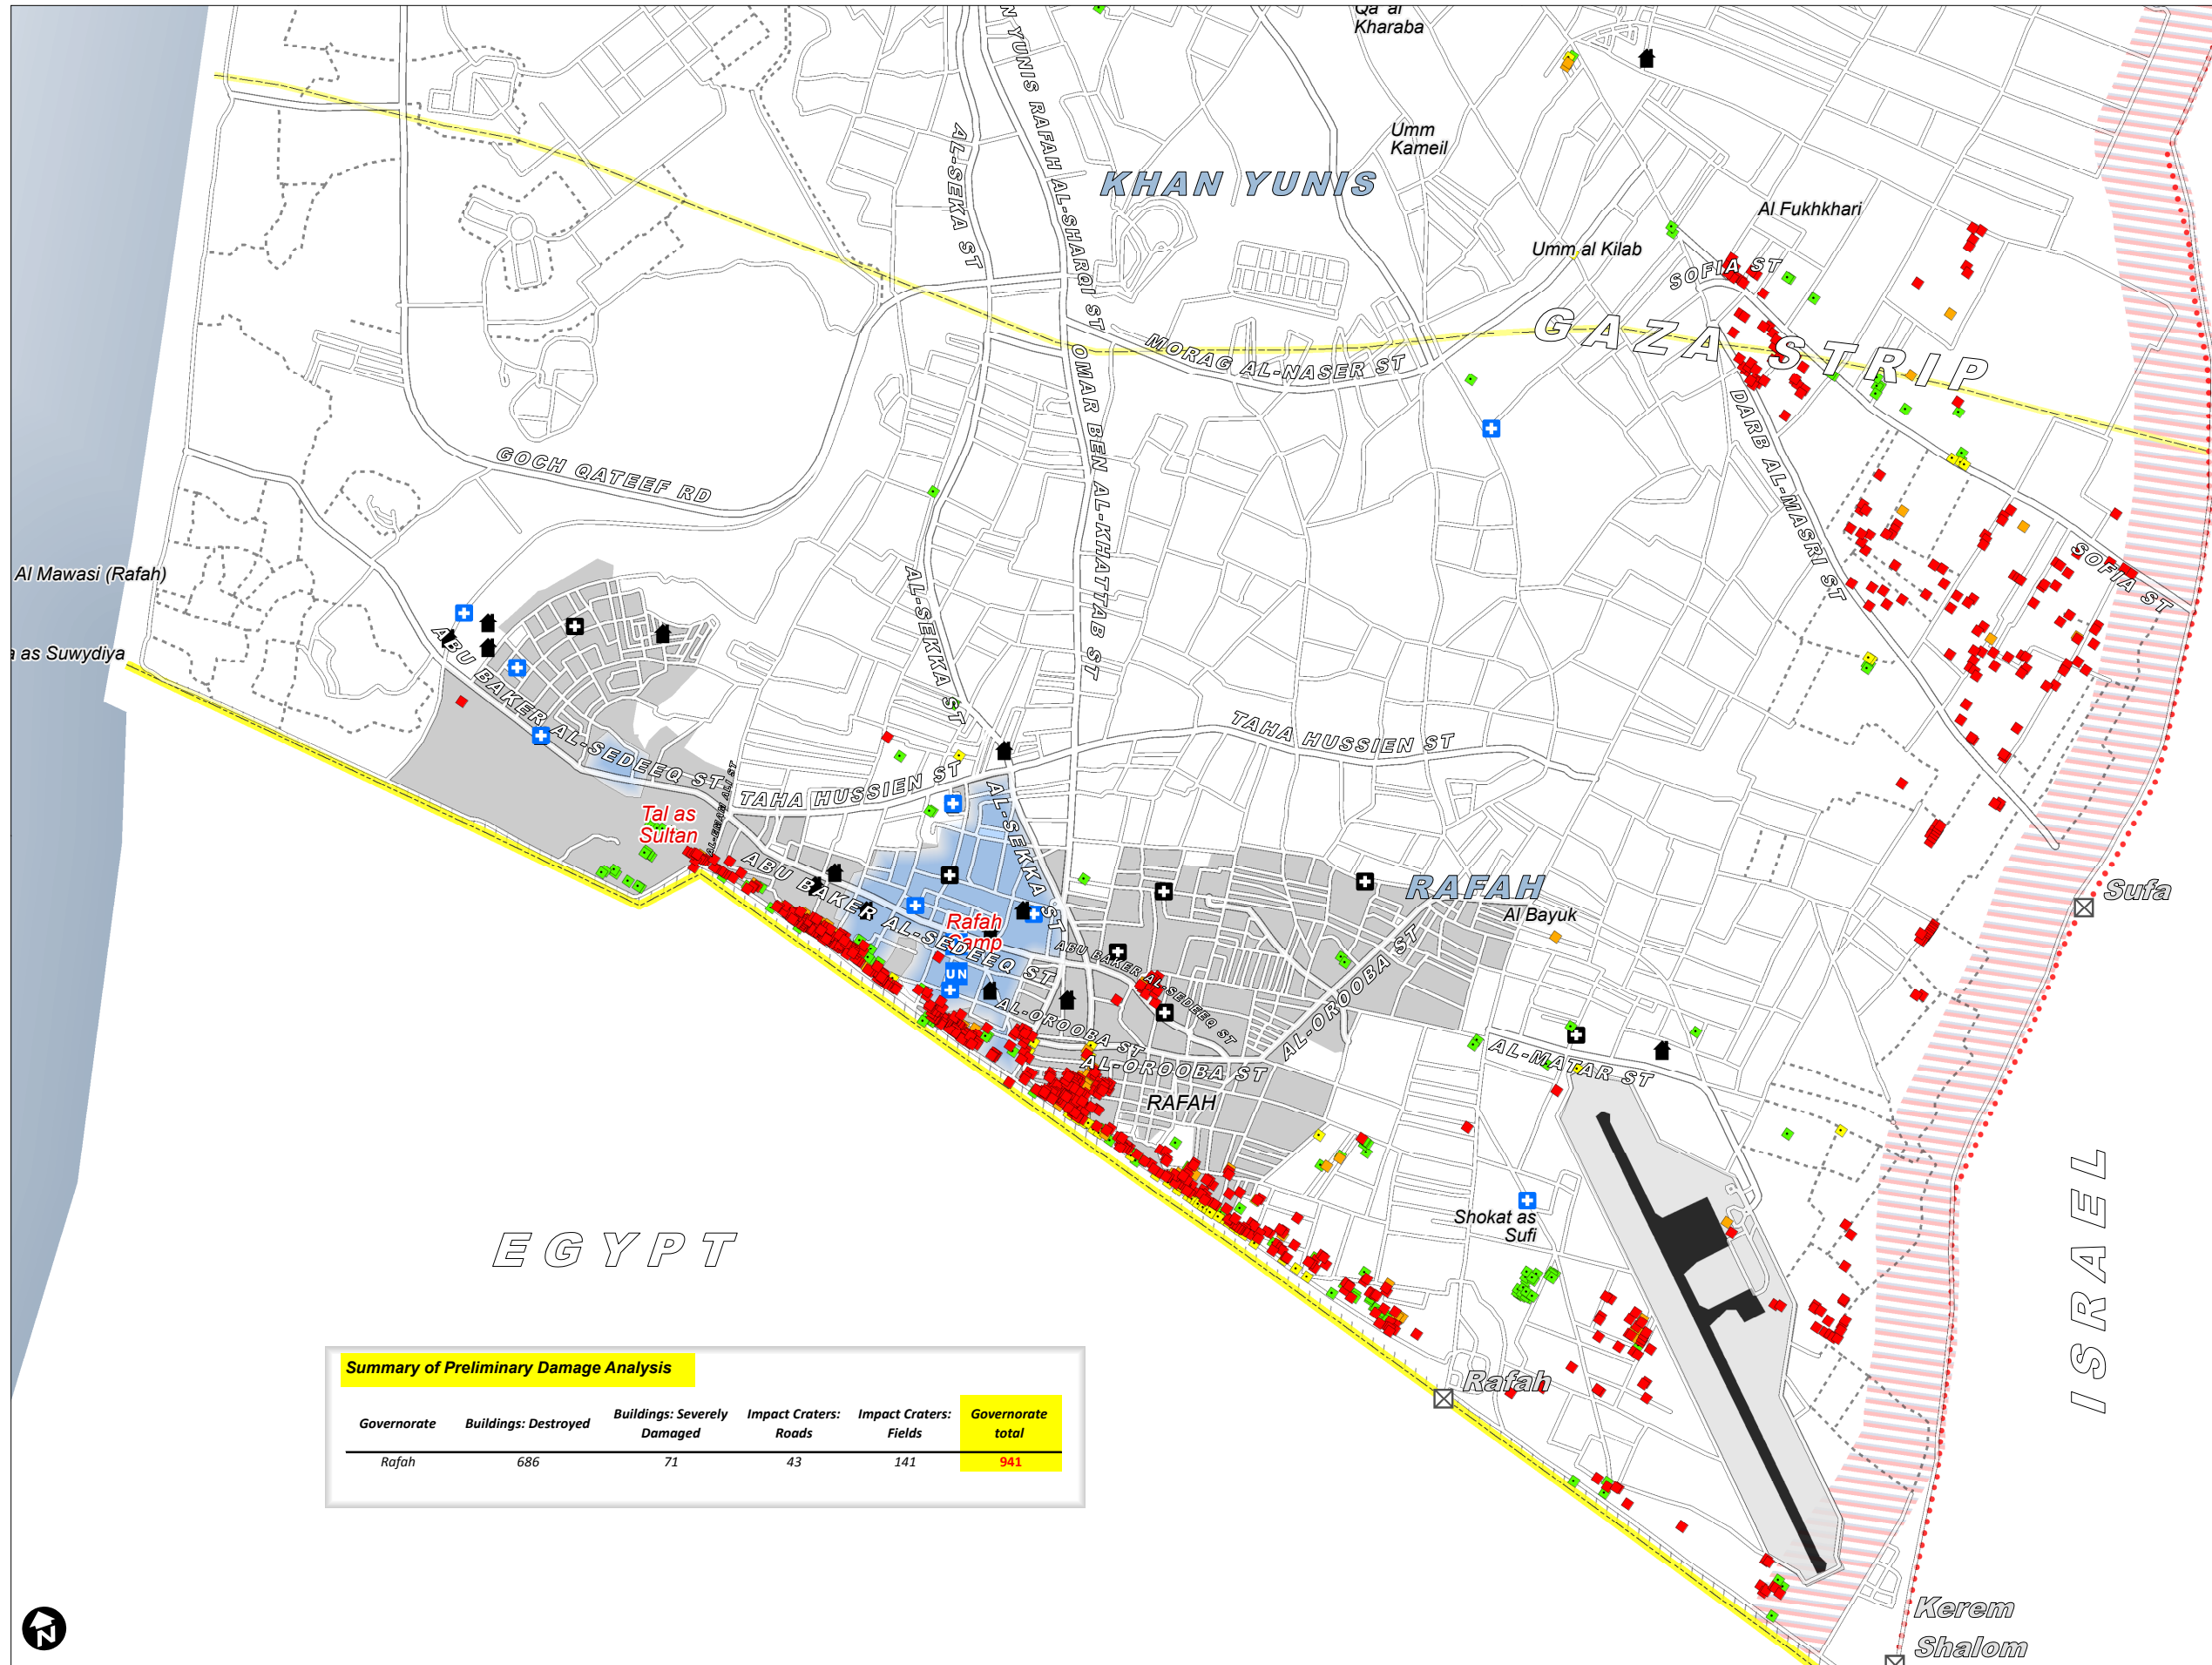 Qa' al
Kharaba
N YUNIS RAFAH AL-SHARQI ST
AL-SEKA ST
Umm
Kameil
KHAN YUNIS
Al Fukhkhari
Umm al Kilab
SOFIA ST
GAZA STRIP
MORAG AL-NASER ST
OMAR BEN AL-KHATTAB ST
DARB AL-MASRI ST
GOCH QATEEF RD
SOFIA ST
Al Mawasi (Rafah)
AL-SEKKA ST
a as Suwydiya
ABU BAKER AL-SEDEEQ ST
TAHA HUSSIEN ST
TAHA HUSSIEN ST
AL-EMAM ALI ST
AL-SEKKA ST
Tal as
Sultan
ABU BAKER AL-SEDEEQ ST
RAFAH
Sufa
Al Bayuk
Rafah
Camp
ABU BAKER AL-SEDEEQ ST
UN
AL-OROOBA ST
AL-OROOBA ST
AL-OROOBA ST
AL-MATAR ST
RAFAH
ISRAEL
Shokat as
Sufi
EGYPT
Rafah
Summary of Preliminary Damage Analysis
Governorate Buildings: Destroyed Buildings: Severely Damaged Impact Craters: Roads Impact Craters: Fields Governorate total
Rafah 686 71 43 141 941
Kerem
Shalom
N